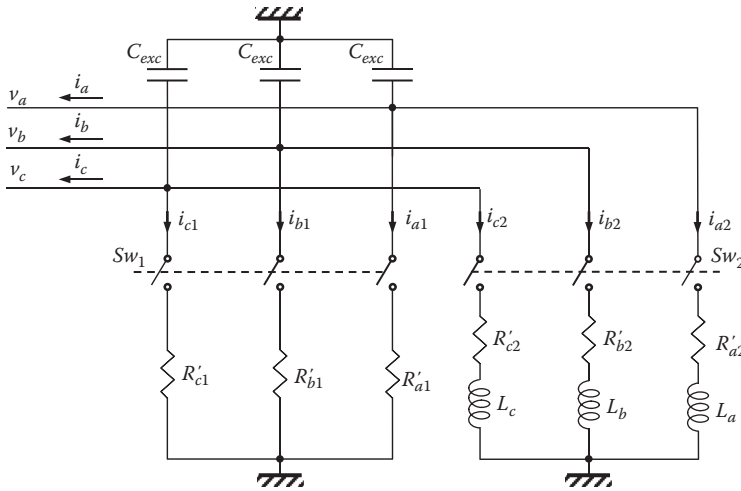 C_exc C_exc C_exc
v_a i_a
v_b i_b
v_c i_c
i_c1 i_b1 i_a1 i_c2 i_b2 i_a2
Sw_1 Sw_2
R'_c2 R'_b2 R'_a2
R'_c1 R'_b1 R'_a1
L_c L_b L_a